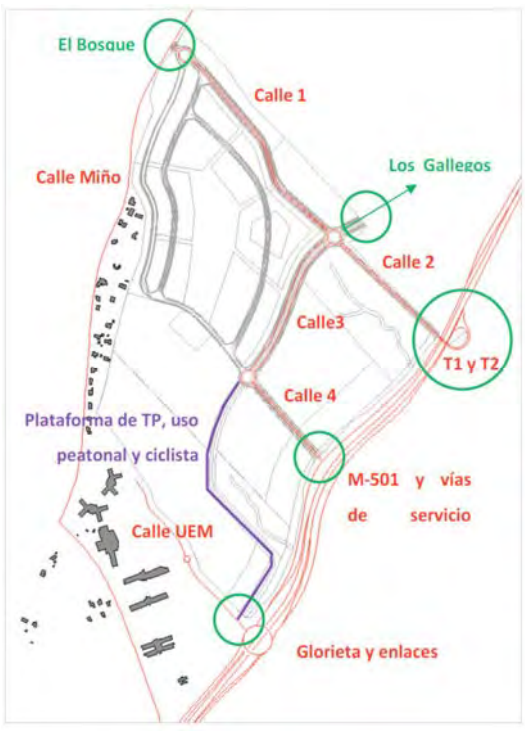 El Bosque
Calle 1
Los Gallegos
Calle Miño
Calle 2
Calle3
T1 y T2
Calle 4
Plataforma de TP, uso
peatonal y ciclista
M-501 y vías
de servicio
Calle UEM
Glorieta y enlaces